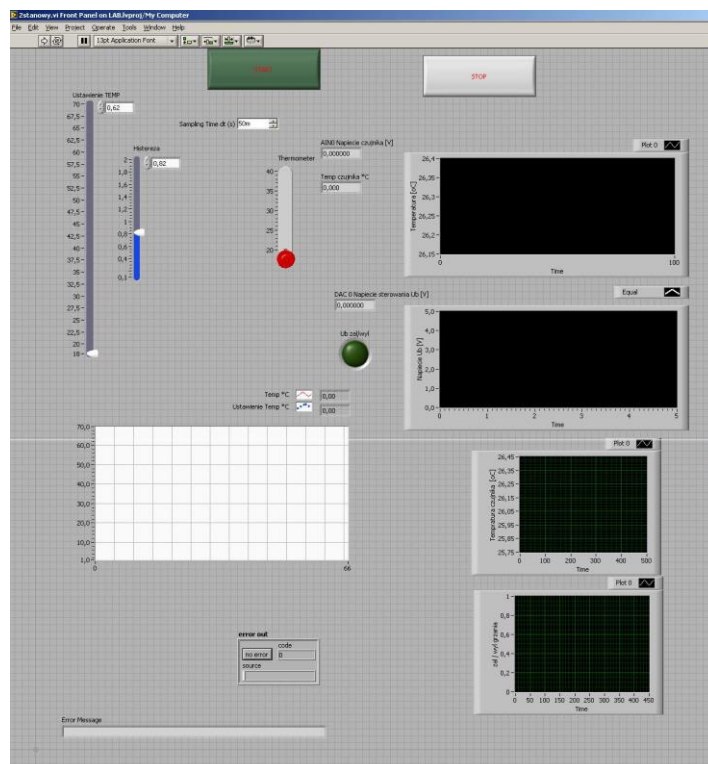 2stanowy.vi Front Panel on LAB.lvproj/My Computer
File Edit View Project Operate Tools Window Help
13pt Application Font
START
STOP
Ustawienie TEMP
0,62
70
67,5
65
62,5
60
57,5
55
52,5
50
47,5
45
42,5
40
37,5
35
32,5
30
27,5
25
22,5
20
18
Histereza
0,82
2
1,8
1,6
1,4
1,2
1
0,8
0,6
0,4
0,1
Sampling Time dt (s) 50m
Thermometer
40
35
30
25
20
AIN0 Napiecie czujnika [V]
0,000000
Temp czujnika °C
0,000
Plot 0
Temperatura [oC]
26,4
26,35
26,3
26,25
26,2
26,15
0 100
Time
DAC 0 Napiecie sterowania Ub [V]
0,000000
Ub zal/wyl
Equal
Napiecie Ub [V]
5,0
4,0
3,0
2,0
1,0
0,0
0 1 2 3 4 5
Time
Temp °C 0,00
Ustawienie Temp °C 0,00
70,0
60,0
50,0
40,0
30,0
20,0
10,0
1,0
0 66
Plot 0
Tempratura czujnika [oC]
26,45
26,35
26,25
26,15
26,05
25,95
25,85
25,75
0 100 200 300 400 500
Time
Plot 0
zal / wyl grzania
1
0,8
0,6
0,4
0,2
0
0 50 100 150 200 250 300 350 400 450
Time
error out
code
no error 0
source
Error Message